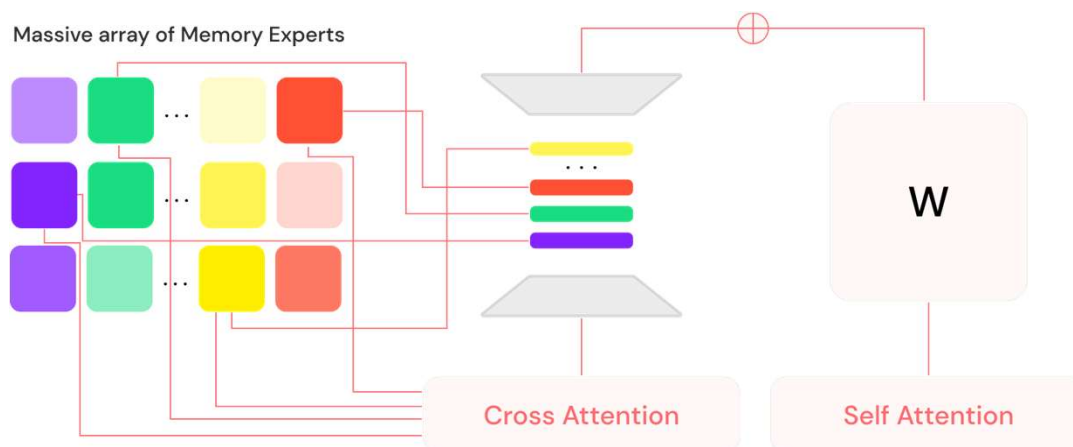 Massive array of Memory Experts
...
...
...
...
W
Cross Attention
Self Attention